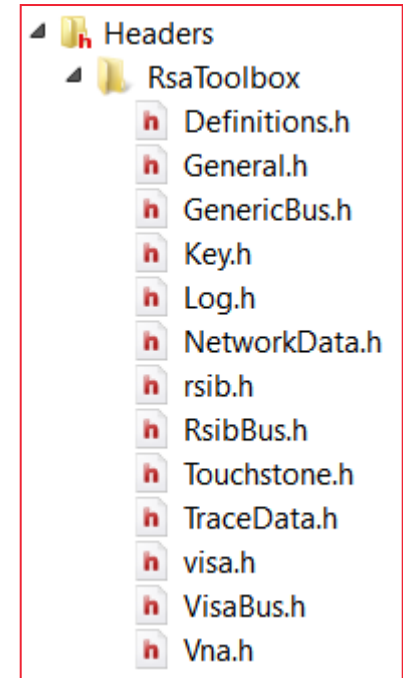 Headers
RsaToolbox
Definitions.h
General.h
GenericBus.h
Key.h
Log.h
NetworkData.h
rsib.h
RsibBus.h
Touchstone.h
TraceData.h
visa.h
VisaBus.h
Vna.h